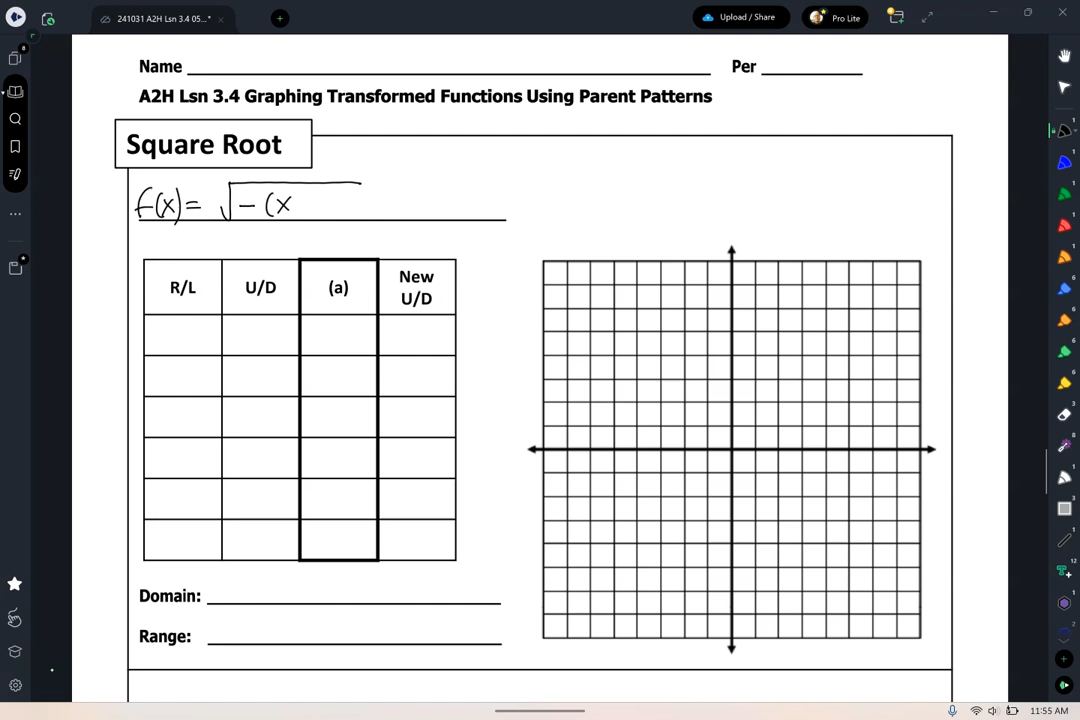 241031 A2H Lsn 3.4 05...*
Upload / Share
Pro Lite
Name
Per
A2H Lsn 3.4 Graphing Transformed Functions Using Parent Patterns
Square Root
f(x) = √-(x
R/L U/D (a) New U/D
Domain:
Range:
11:55 AM